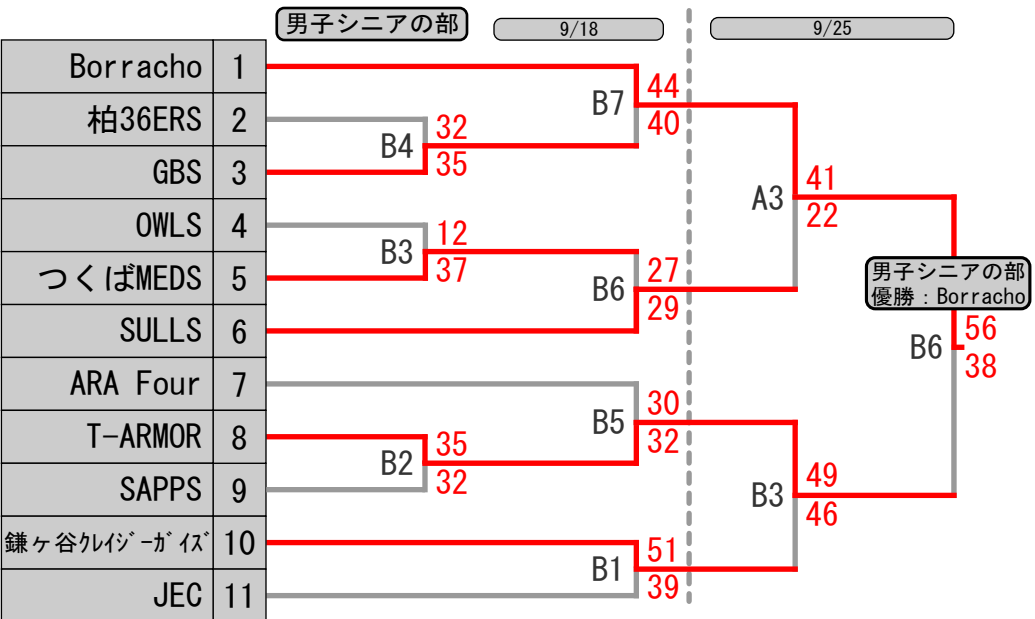 男子シニアの部
9/18
9/25
Borracho 1
柏36ERS 2
GBS 3
OWLS 4
つくばMEDS 5
SULLS 6
ARA Four 7
T-ARMOR 8
SAPPS 9
鎌ヶ谷ｸﾚｲｼﾞｰｶﾞｲｽﾞ 10
JEC 11
B4
32
35
B3
12
37
B2
35
32
B7
44
40
B6
27
29
B5
30
32
B1
51
39
A3
41
22
B3
49
46
男子シニアの部
優勝：Borracho
B6
56
38